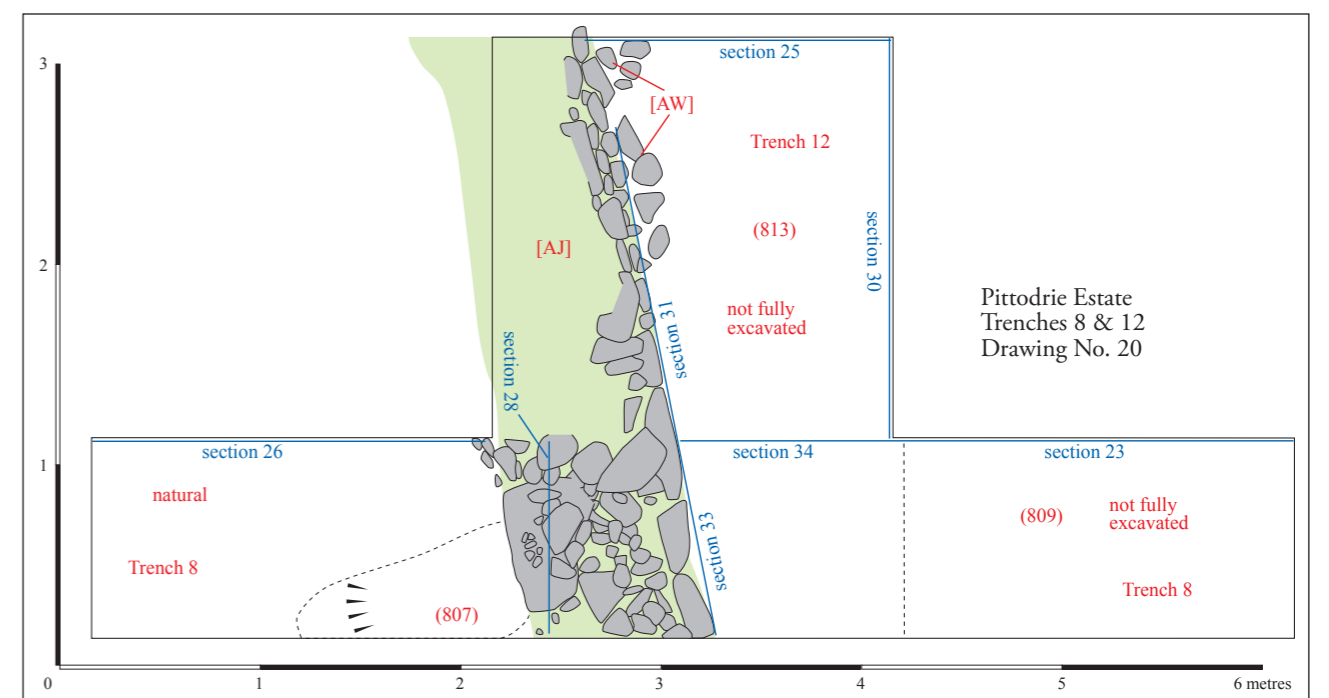 3
section 25
[AW]
Trench 12
(813)
section 30
[AJ]
2
Pittodrie Estate
Trenches 8 & 12
Drawing No. 20
not fully
excavated
section 31
section 28
section 26
section 34
section 23
1
natural
(809)
not fully
excavated
section 33
Trench 8
Trench 8
(807)
0
1
2
3
4
5
6 metres